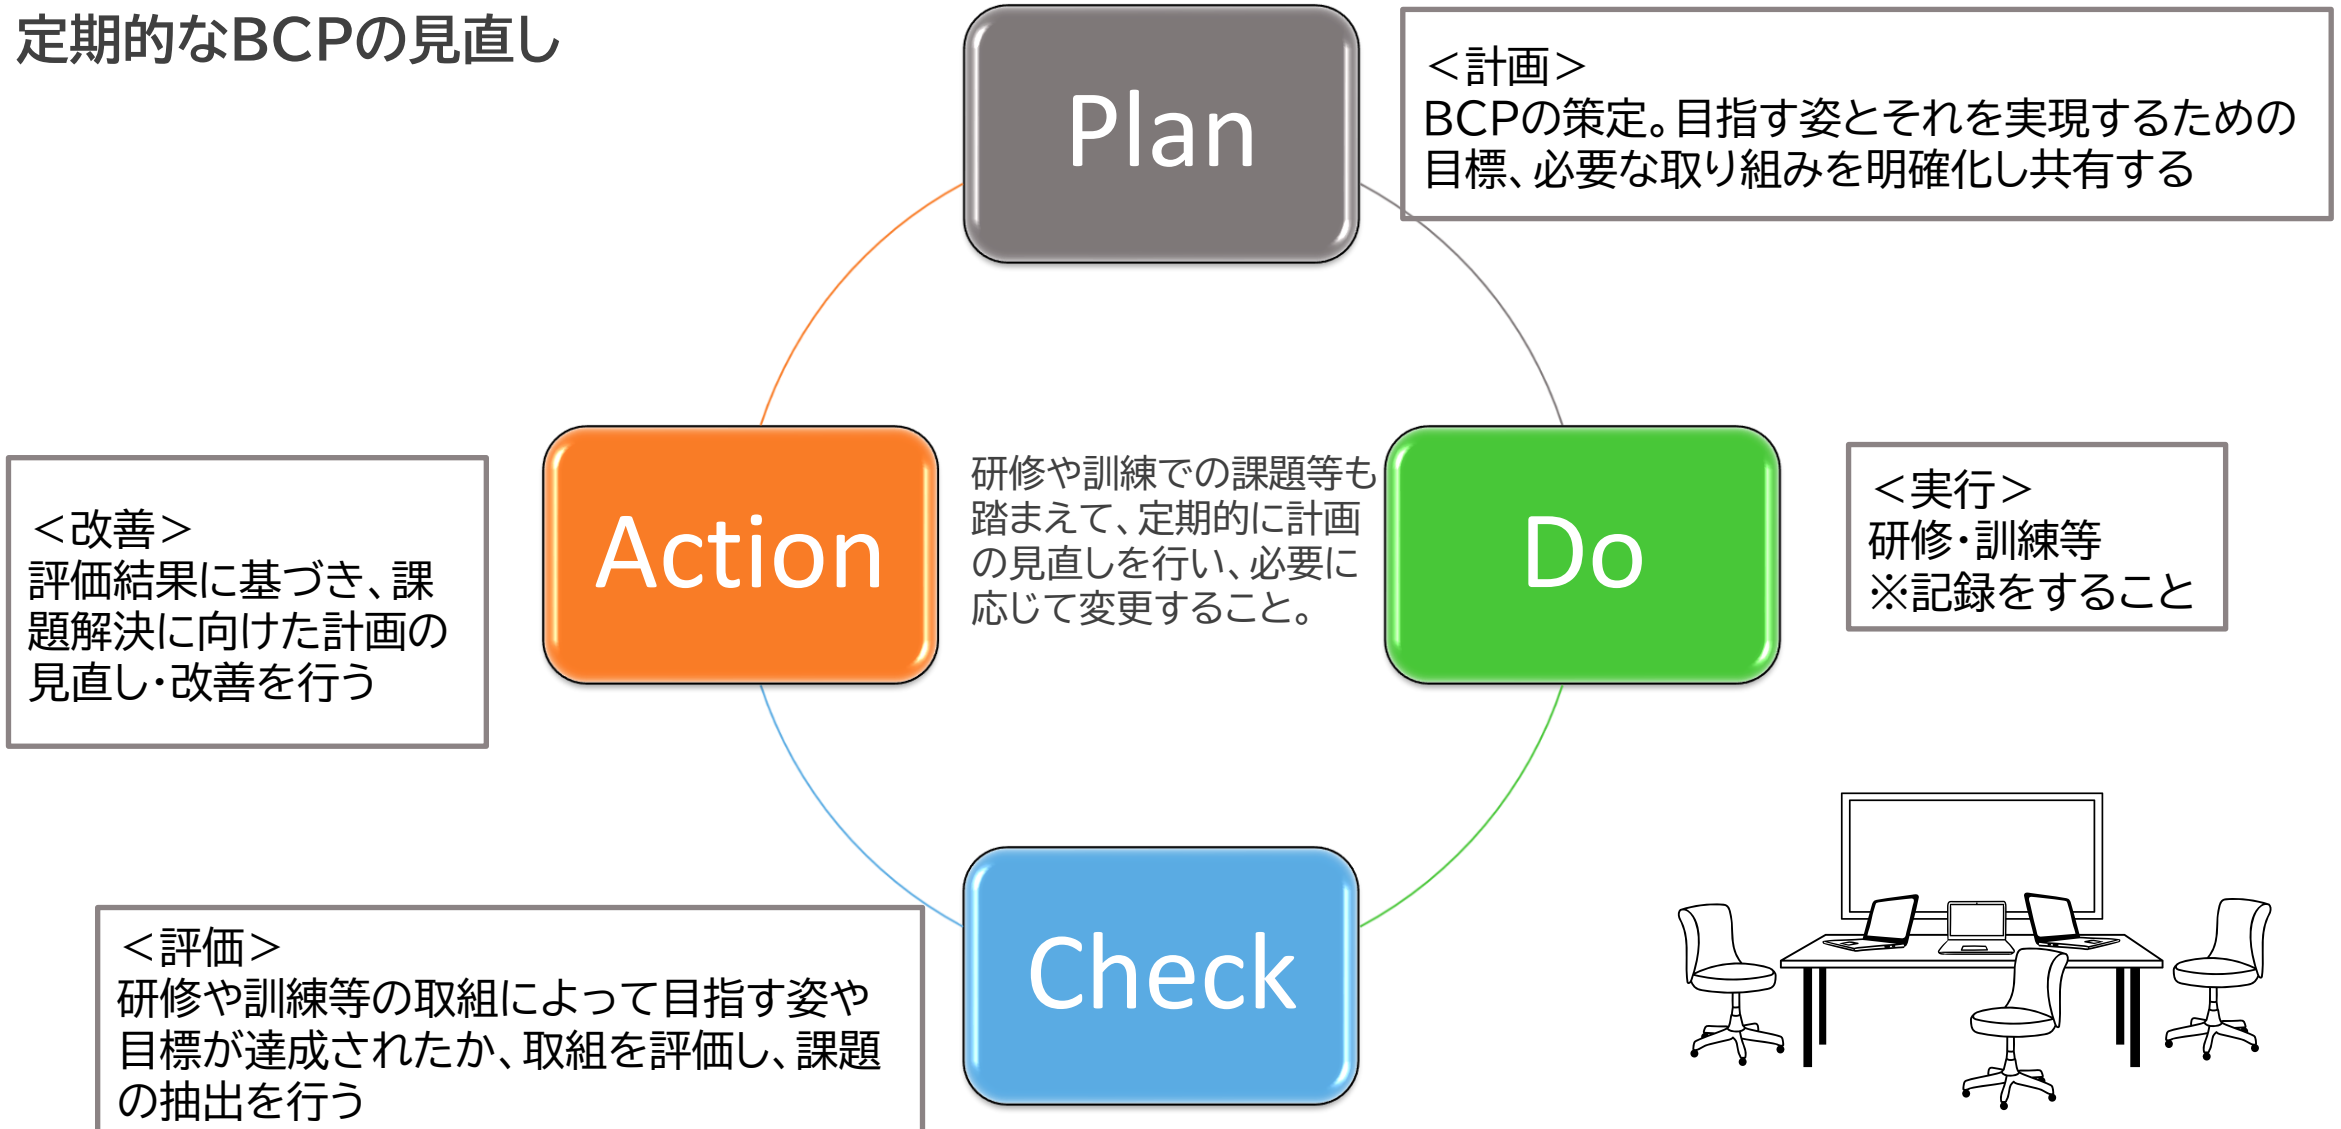 定期的なBCPの見直し
Plan
＜計画＞
BCPの策定。目指す姿とそれを実現するための
目標、必要な取り組みを明確化し共有する
Do
＜実行＞
研修・訓練等
※記録をすること
研修や訓練での課題等も
踏まえて、定期的に計画
の見直しを行い、必要に
応じて変更すること。
Action
＜改善＞
評価結果に基づき、課
題解決に向けた計画の
見直し・改善を行う
Check
＜評価＞
研修や訓練等の取組によって目指す姿や
目標が達成されたか、取組を評価し、課題
の抽出を行う